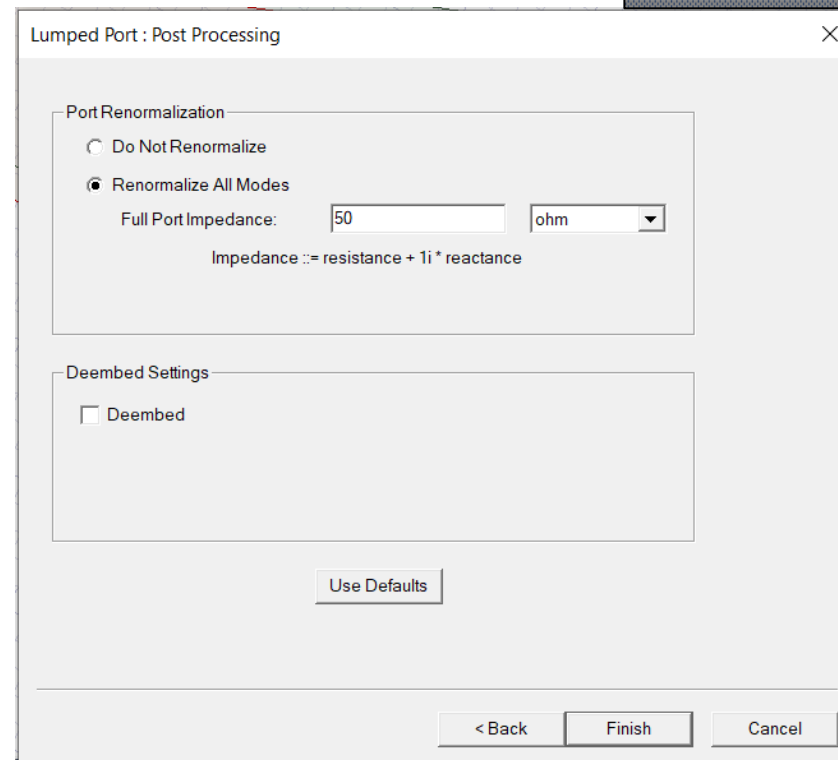 Lumped Port : Post Processing
Port Renormalization
Do Not Renormalize
Renormalize All Modes
Full Port Impedance: 50 ohm
Impedance ::= resistance + 1i * reactance
Deembed Settings
Deembed
Use Defaults
< Back Finish Cancel